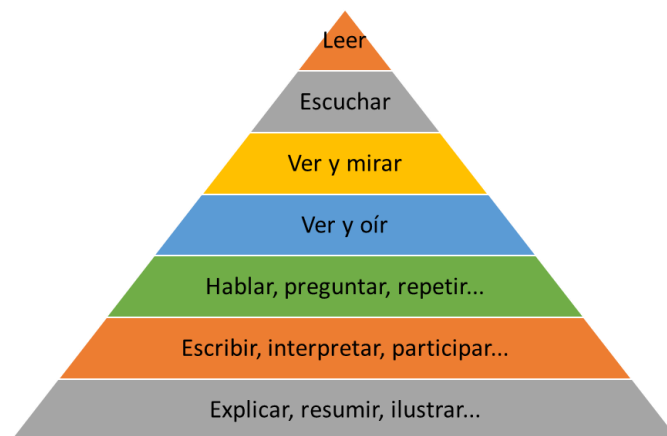 Leer
Escuchar
Ver y mirar
Ver y oír
Hablar, preguntar, repetir...
Escribir, interpretar, participar...
Explicar, resumir, ilustrar...